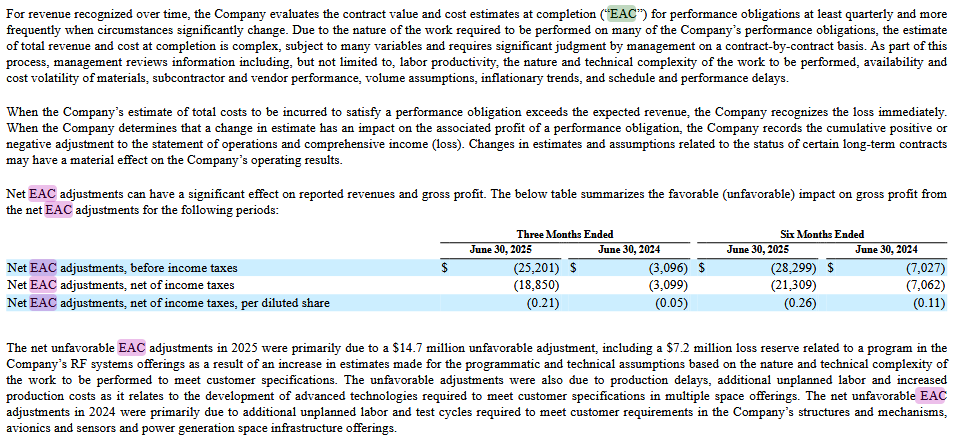 For revenue recognized over time, the Company evaluates the contract value and cost estimates at completion (“EAC”) for performance obligations at least quarterly and more
frequently when circumstances significantly change. Due to the nature of the work required to be performed on many of the Company’s performance obligations, the estimate
of total revenue and cost at completion is complex, subject to many variables and requires significant judgment by management on a contract-by-contract basis. As part of this
process, management reviews information including, but not limited to, labor productivity, the nature and technical complexity of the work to be performed, availability and
cost volatility of materials, subcontractor and vendor performance, volume assumptions, inflationary trends, and schedule and performance delays.
When the Company’s estimate of total costs to be incurred to satisfy a performance obligation exceeds the expected revenue, the Company recognizes the loss immediately.
When the Company determines that a change in estimate has an impact on the associated profit of a performance obligation, the Company records the cumulative positive or
negative adjustment to the statement of operations and comprehensive income (loss). Changes in estimates and assumptions related to the status of certain long-term contracts
may have a material effect on the Company’s operating results.
Net EAC adjustments can have a significant effect on reported revenues and gross profit. The below table summarizes the favorable (unfavorable) impact on gross profit from
the net EAC adjustments for the following periods:
Three Months Ended Six Months Ended
June 30, 2025 June 30, 2024 June 30, 2025 June 30, 2024
Net EAC adjustments, before income taxes $ (25,201) $ (3,096) $ (28,299) $ (7,027)
Net EAC adjustments, net of income taxes (18,850) (3,099) (21,309) (7,062)
Net EAC adjustments, net of income taxes, per diluted share (0.21) (0.05) (0.26) (0.11)
The net unfavorable EAC adjustments in 2025 were primarily due to a $14.7 million unfavorable adjustment, including a $7.2 million loss reserve related to a program in the
Company’s RF systems offerings as a result of an increase in estimates made for the programmatic and technical assumptions based on the nature and technical complexity of
the work to be performed to meet customer specifications. The unfavorable adjustments were also due to production delays, additional unplanned labor and increased
production costs as it relates to the development of advanced technologies required to meet customer specifications in multiple space offerings. The net unfavorable EAC
adjustments in 2024 were primarily due to additional unplanned labor and test cycles required to meet customer requirements in the Company’s structures and mechanisms,
avionics and sensors and power generation space infrastructure offerings.